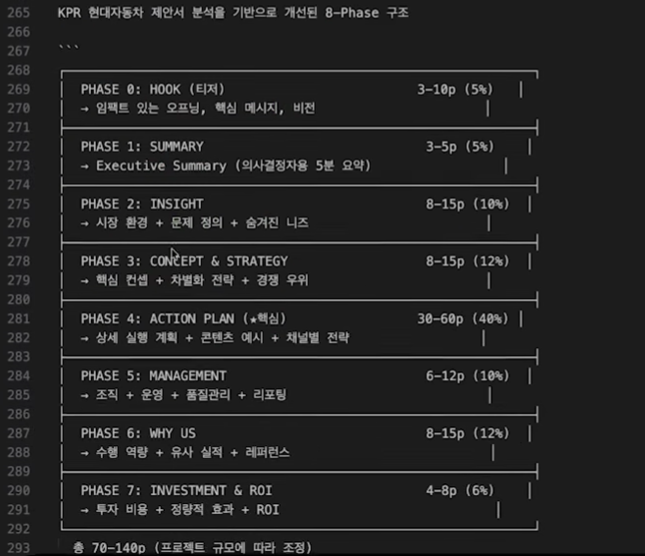 265 KPR 현대자동차 제안서 분석을 기반으로 개선된 8-Phase 구조
266
267 ```
268
269 PHASE 0: HOOK (티저) 3-10p (5%)
270 → 임팩트 있는 오프닝, 핵심 메시지, 비전
271
272 PHASE 1: SUMMARY 3-5p (5%)
273 → Executive Summary (의사결정자용 5분 요약)
274
275 PHASE 2: INSIGHT 8-15p (10%)
276 → 시장 환경 + 문제 정의 + 숨겨진 니즈
277
278 PHASE 3: CONCEPT & STRATEGY 8-15p (12%)
279 → 핵심 컨셉 + 차별화 전략 + 경쟁 우위
280
281 PHASE 4: ACTION PLAN (★핵심) 30-60p (40%)
282 → 상세 실행 계획 + 콘텐츠 예시 + 채널별 전략
283
284 PHASE 5: MANAGEMENT 6-12p (10%)
285 → 조직 + 운영 + 품질관리 + 리포팅
286
287 PHASE 6: WHY US 8-15p (12%)
288 → 수행 역량 + 유사 실적 + 레퍼런스
289
290 PHASE 7: INVESTMENT & ROI 4-8p (6%)
291 → 투자 비용 + 정량적 효과 + ROI
292
293 총 70-140p (프로젝트 규모에 따라 조정)